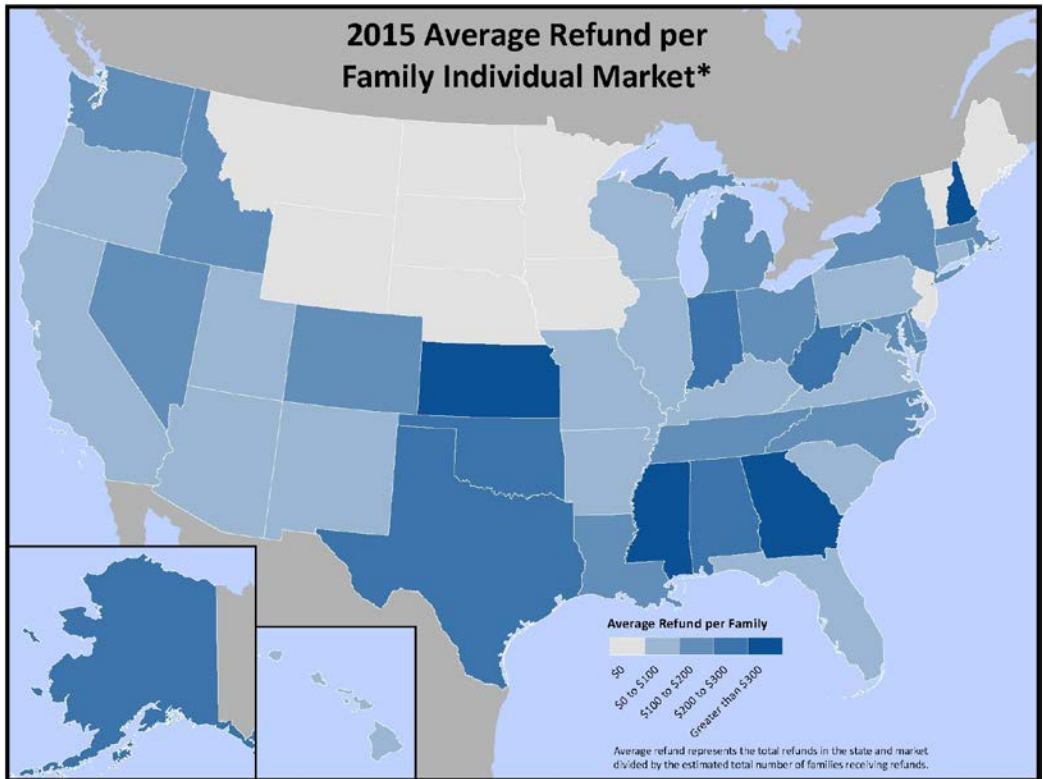 2015 Average Refund per
Family Individual Market*
Average Refund per Family
$0
$0 to $100
$100 to $200
$200 to $300
Greater than $300
Average refund represents the total refunds in the state and market
divided by the estimated total number of families receiving refunds.